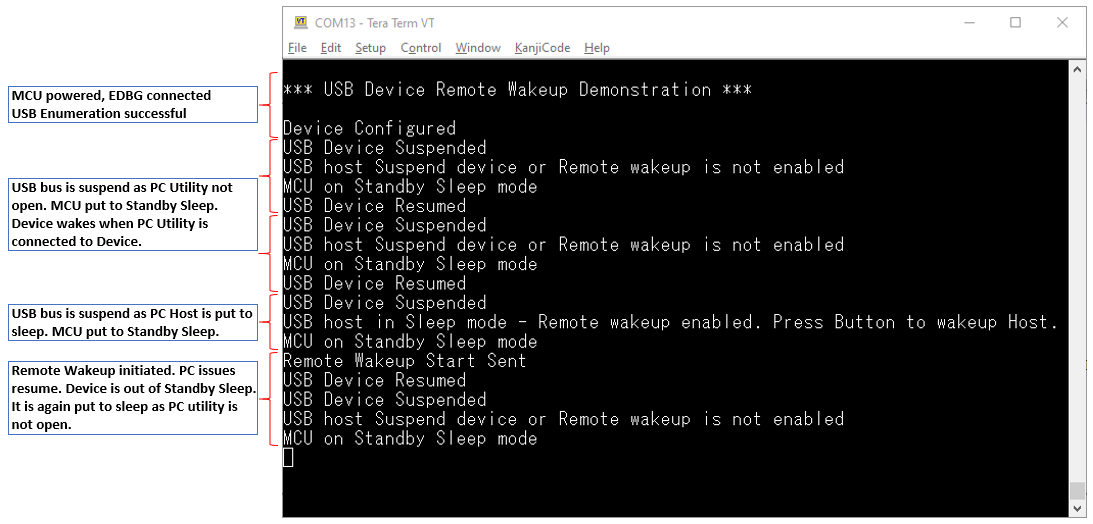 COM13 - Tera Term VT
File Edit Setup Control Window KanjiCode Help
MCU powered, EDBG connected
USB Enumeration successful
USB bus is suspend as PC Utility not
open. MCU put to Standby Sleep.
Device wakes when PC Utility is
connected to Device.
USB bus is suspend as PC Host is put to
sleep. MCU put to Standby Sleep.
Remote Wakeup initiated. PC issues
resume. Device is out of Standby Sleep.
It is again put to sleep as PC utility is
not open.
*** USB Device Remote Wakeup Demonstration ***
Device Configured
USB Device Suspended
USB host Suspend device or Remote wakeup is not enabled
MCU on Standby Sleep mode
USB Device Resumed
USB Device Suspended
USB host Suspend device or Remote wakeup is not enabled
MCU on Standby Sleep mode
USB Device Resumed
USB Device Suspended
USB host in Sleep mode - Remote wakeup enabled. Press Button to wakeup Host.
MCU on Standby Sleep mode
Remote Wakeup Start Sent
USB Device Resumed
USB Device Suspended
USB host Suspend device or Remote wakeup is not enabled
MCU on Standby Sleep mode